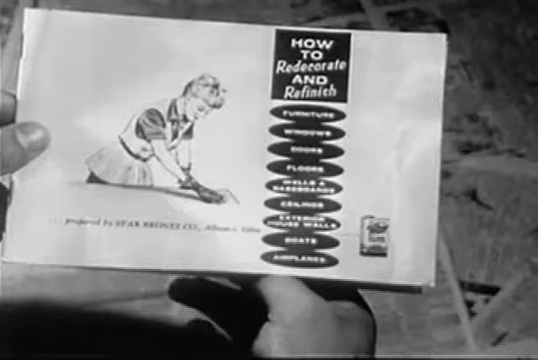 HOW
TO
Redecorate
AND
Refinish
FURNITURE
WINDOWS
DOORS
FLOORS
WALLS &
BASEBOARDS
CEILINGS
EXTERIOR
HOUSE WALLS
BOATS
AIRPLANES
... prepared by STAR BRONZE CO., Alliance, Ohio